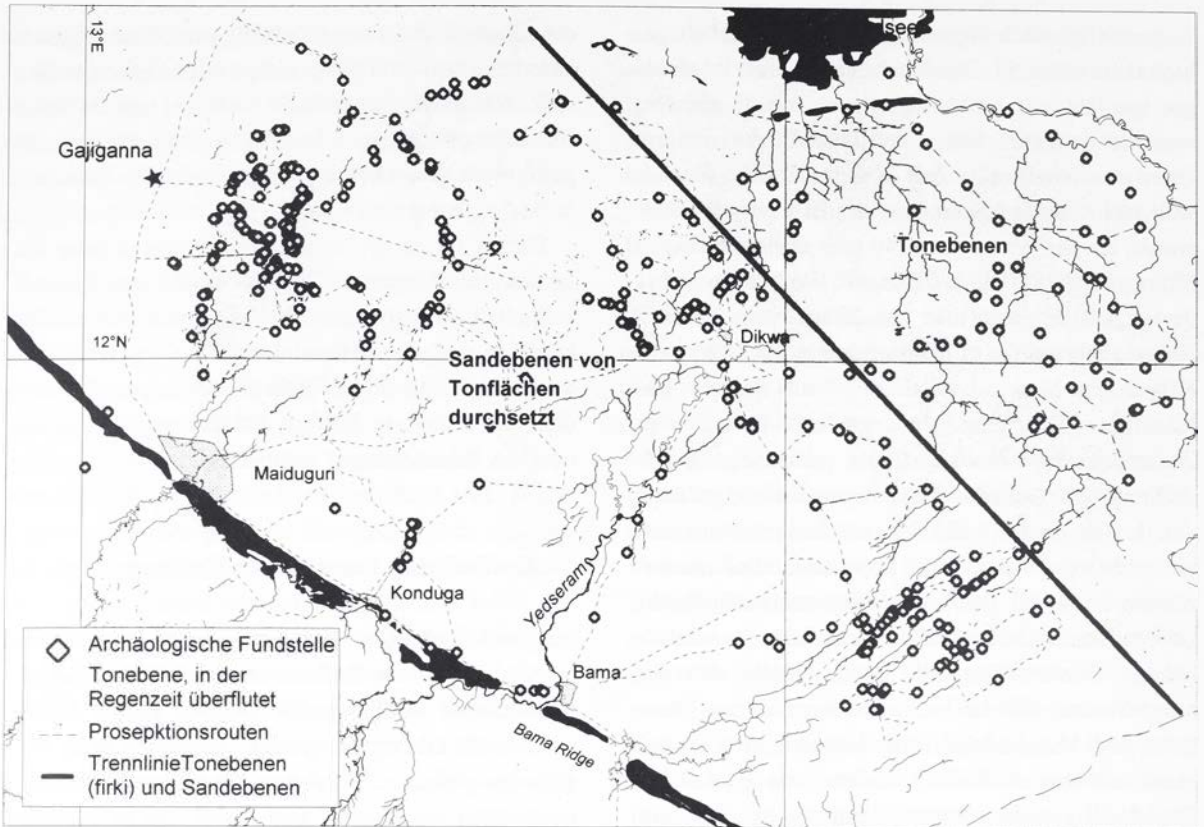 13°E
see
Gajiganna
Tonebenen
12°N
Dikwa
Sandebenen von
Tonflächen
durchsetzt
Maiduguri
Konduga
Yedseram
Bama
Bama Ridge
Archäologische Fundstelle
Tonebene, in der
Regenzeit überflutet
Prosepktionsrouten
TrennlinieTonebenen
(firki) und Sandebenen